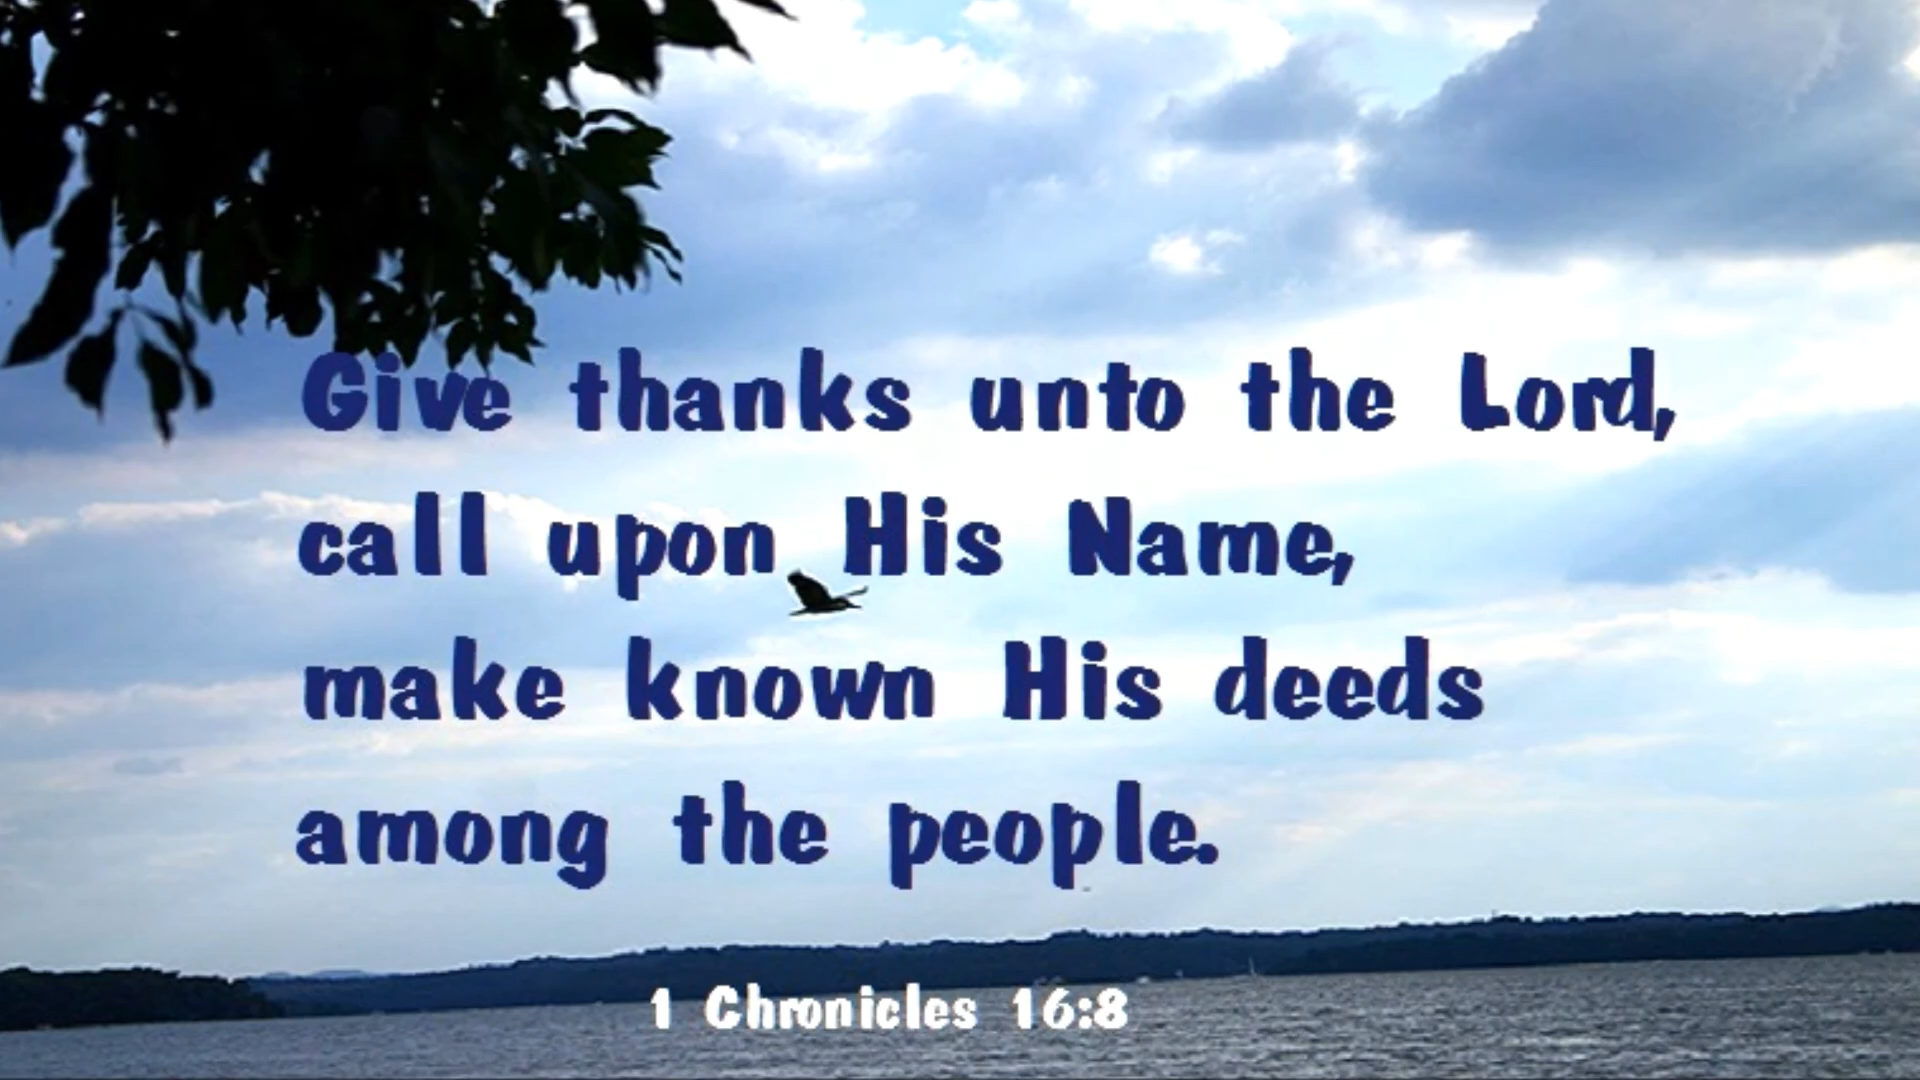 Give thanks unto the Lord,
call upon His Name,
make known His deeds
among the people.
1 Chronicles 16:8